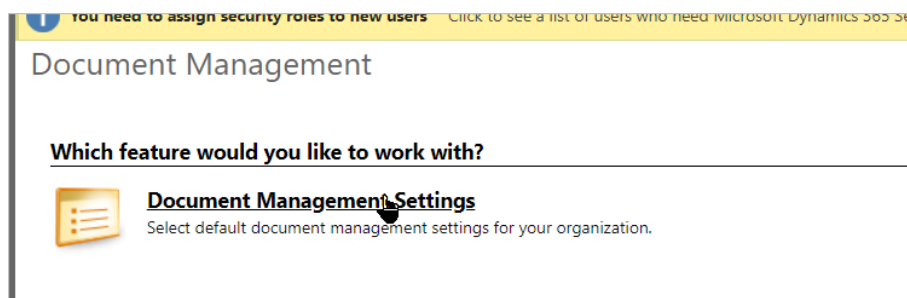 You need to assign security roles to new users Click to see a list of users who need Microsoft Dynamics 365 Se
Document Management
Which feature would you like to work with?
Document Management Settings
Select default document management settings for your organization.